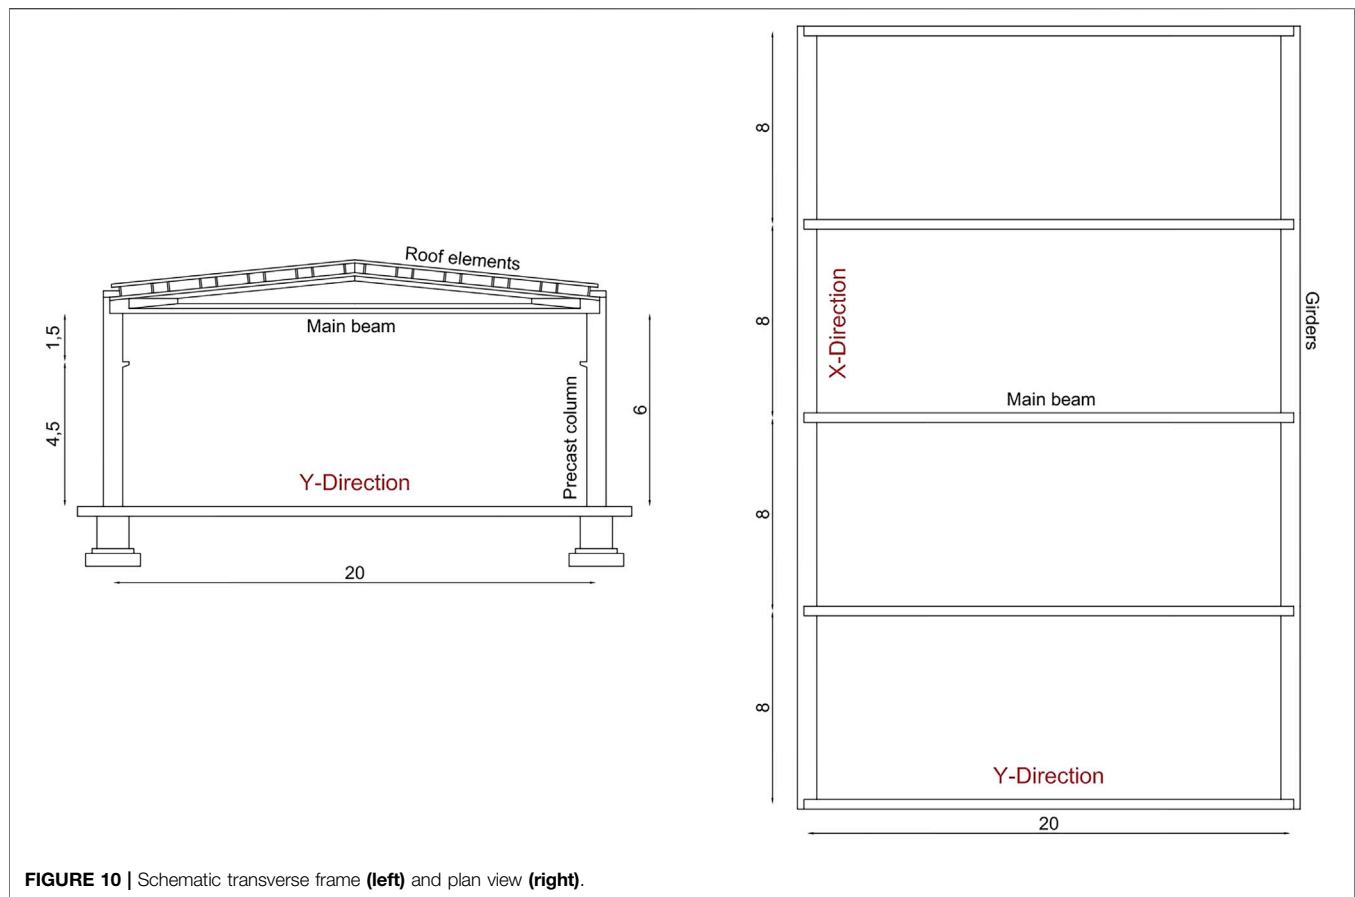 Roof elements
Main beam
1,5
4,5
Precast column
6
Y-Direction
20
8
8
8
8
X-Direction
Girders
Main beam
Y-Direction
20
FIGURE 10 | Schematic transverse frame (left) and plan view (right).